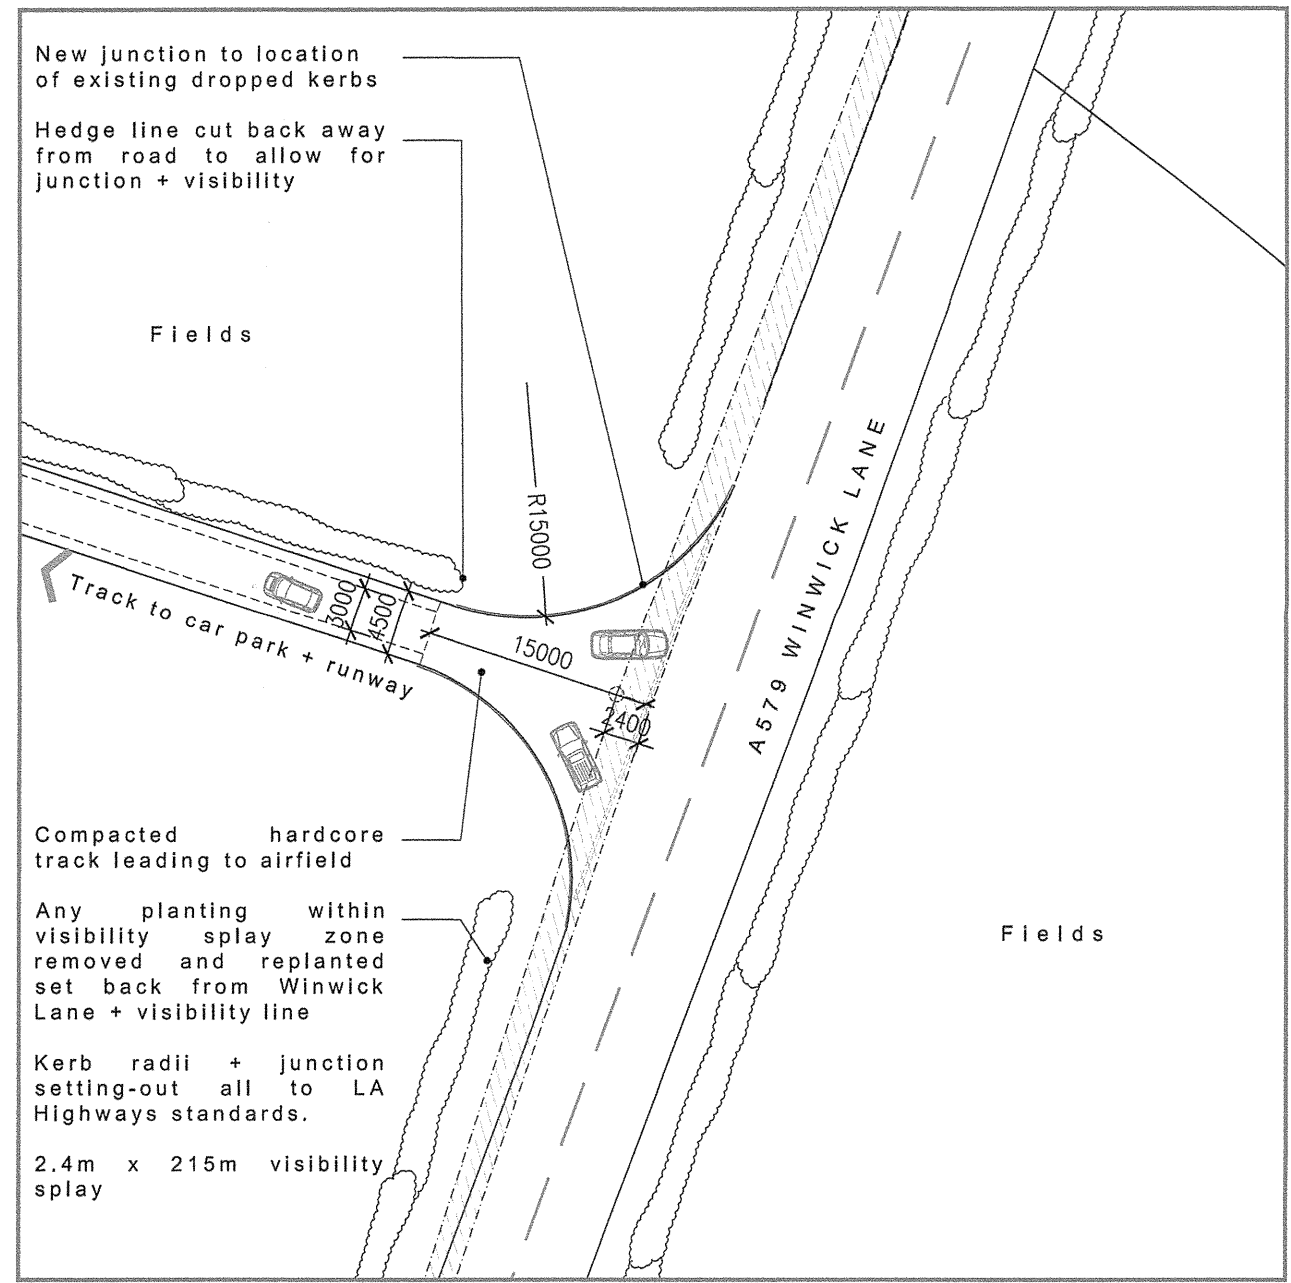 New junction to location
of existing dropped kerbs
Hedge line cut back away
from road to allow for
junction + visibility
Fields
R15000
A579 WINWICK LANE
3000
4500
15000
2400
Track to car park + runway
Compacted hardcore
track leading to airfield
Any planting within
visibility splay zone
removed and replanted
set back from Winwick
Lane + visibility line
Fields
Kerb radii + junction
setting-out all to LA
Highways standards.
2.4m x 215m visibility
splay